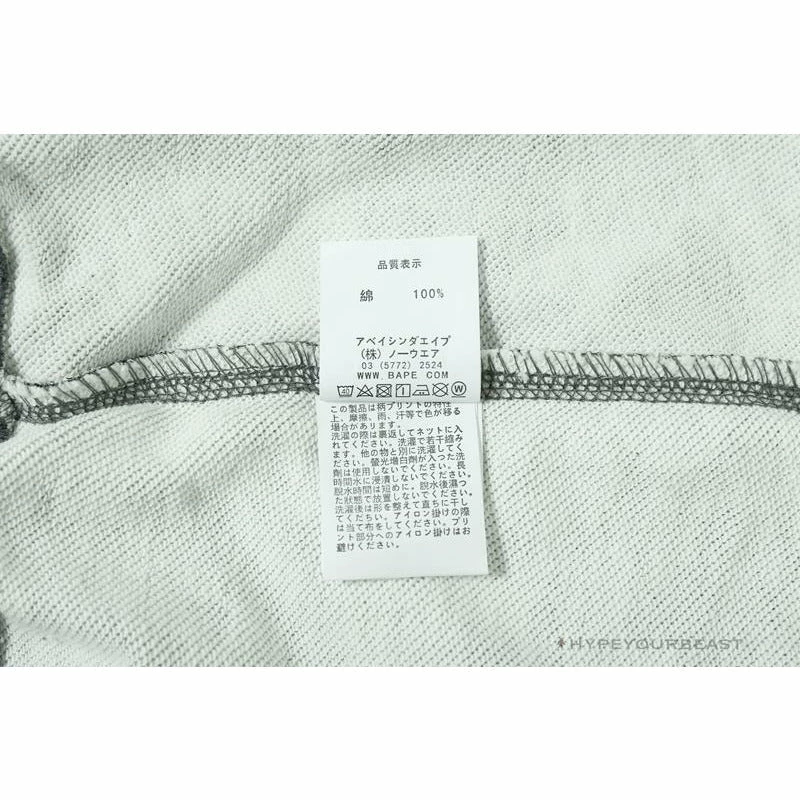 品質表示
綿 100%
アベイシンダエイプ
(株) ノーウエア
03 (5772) 2524
WWW. BAPE. COM
40
この製品は柄プリントの特性
上、摩擦、雨、汗等で色が移る
場合があります。
洗濯の際は裏返してネットに入
れてください。洗濯で若干縮み
ます。他の物と別に洗濯してく
ださい。螢光増白剤が入った洗
剤は使用しないでください。長
時間水に浸漬しないでください。
脱水時間は短めに。脱水後濕っ
た狀態で放置しないでください。
洗濯後は形を整えて直ちに干し
てください。アイロン掛けの際
は当て布をしてください。プリ
ント部分へのアイロン掛けはお
避けください。
HYPEYOURBEAST